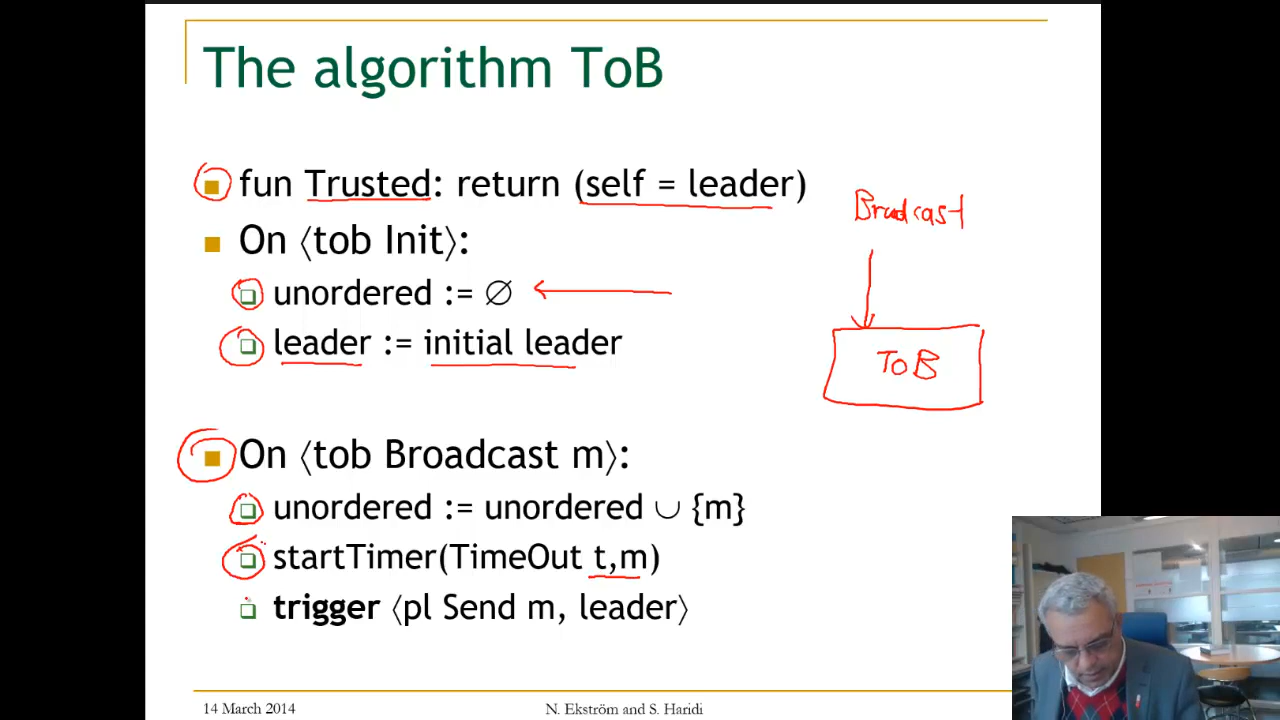 The algorithm ToB
fun Trusted: return (self = leader)
On ⟨tob Init⟩:
unordered := ∅
leader := initial leader
Brodcast
ToB
On ⟨tob Broadcast m⟩:
unordered := unordered ∪ {m}
startTimer(TimeOut t,m)
trigger ⟨pl Send m, leader⟩
14 March 2014
N. Ekström and S. Haridi